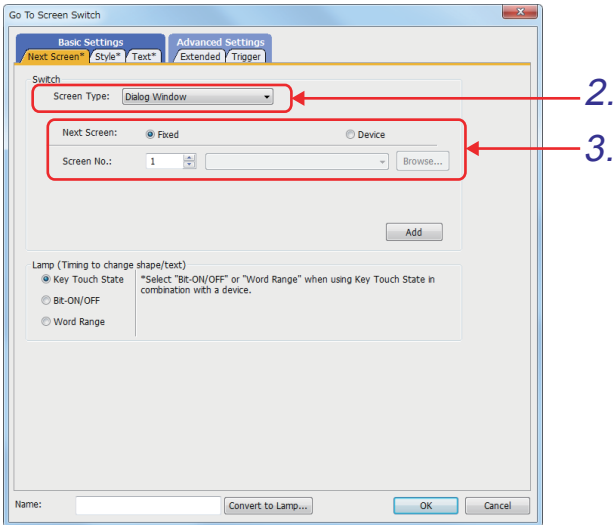 Go To Screen Switch
Basic Settings
Advanced Settings
Next Screen* Style* Text* Extended Trigger
Switch
Screen Type: Dialog Window
2.
Next Screen: Fixed Device
3.
Screen No.: 1 Browse...
Add
Lamp (Timing to change shape/text)
Key Touch State
*Select "Bit-ON/OFF" or "Word Range" when using Key Touch State in
combination with a device.
Bit-ON/OFF
Word Range
Name: Convert to Lamp... OK Cancel